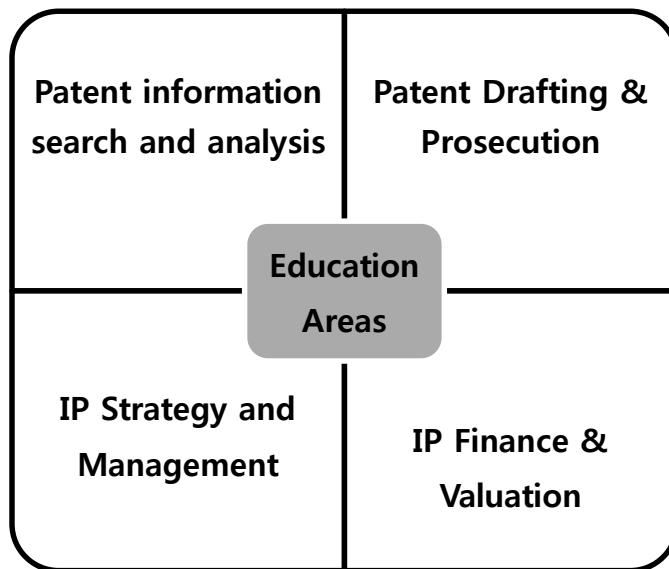 Patent information
search and analysis
Patent Drafting &
Prosecution
Education
Areas
IP Strategy and
Management
IP Finance &
Valuation